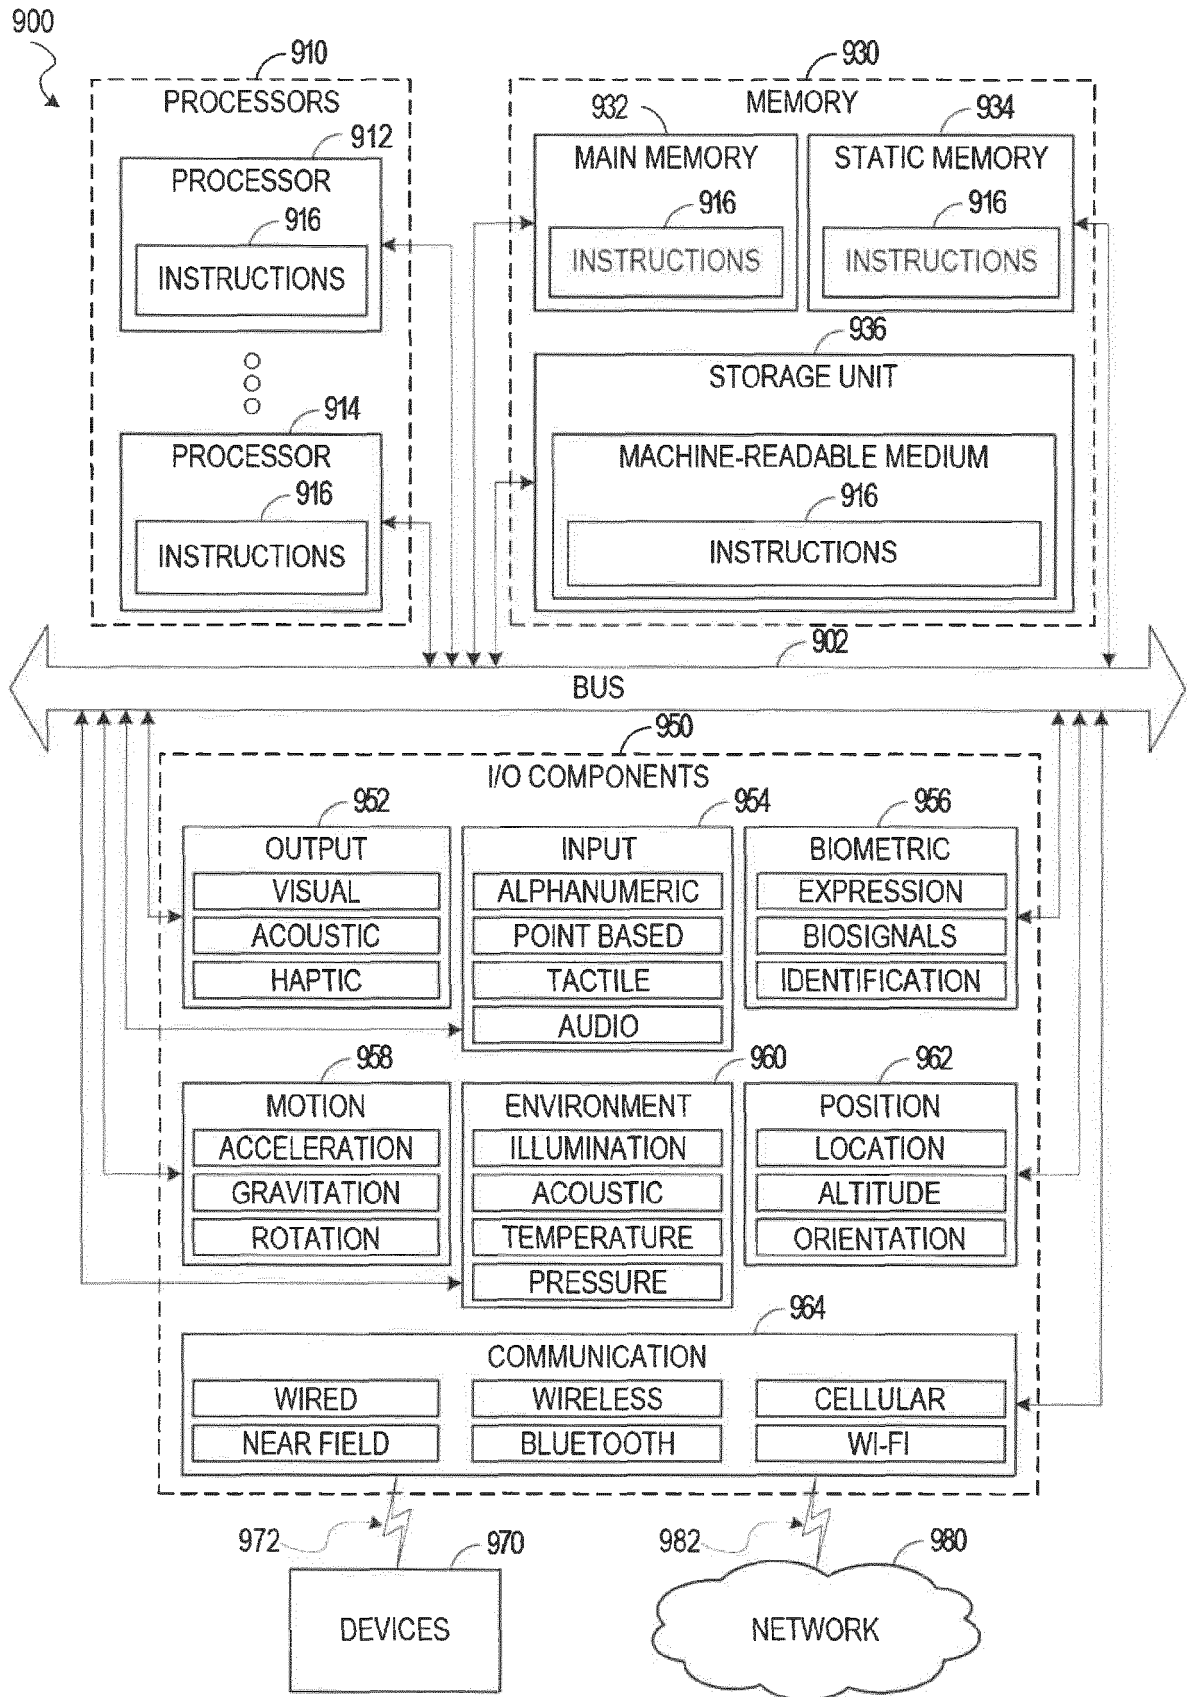 900
910
PROCESSORS
912
PROCESSOR
916
INSTRUCTIONS
914
PROCESSOR
916
INSTRUCTIONS
930
MEMORY
932
MAIN MEMORY
916
INSTRUCTIONS
934
STATIC MEMORY
916
INSTRUCTIONS
936
STORAGE UNIT
MACHINE-READABLE MEDIUM
916
INSTRUCTIONS
902
BUS
950
I/O COMPONENTS
952
OUTPUT
VISUAL
ACOUSTIC
HAPTIC
954
INPUT
ALPHANUMERIC
POINT BASED
TACTILE
AUDIO
956
BIOMETRIC
EXPRESSION
BIOSIGNALS
IDENTIFICATION
958
MOTION
ACCELERATION
GRAVITATION
ROTATION
960
ENVIRONMENT
ILLUMINATION
ACOUSTIC
TEMPERATURE
PRESSURE
962
POSITION
LOCATION
ALTITUDE
ORIENTATION
964
COMMUNICATION
WIRED
WIRELESS
CELLULAR
NEAR FIELD
BLUETOOTH
WI-FI
972
970
DEVICES
982
980
NETWORK